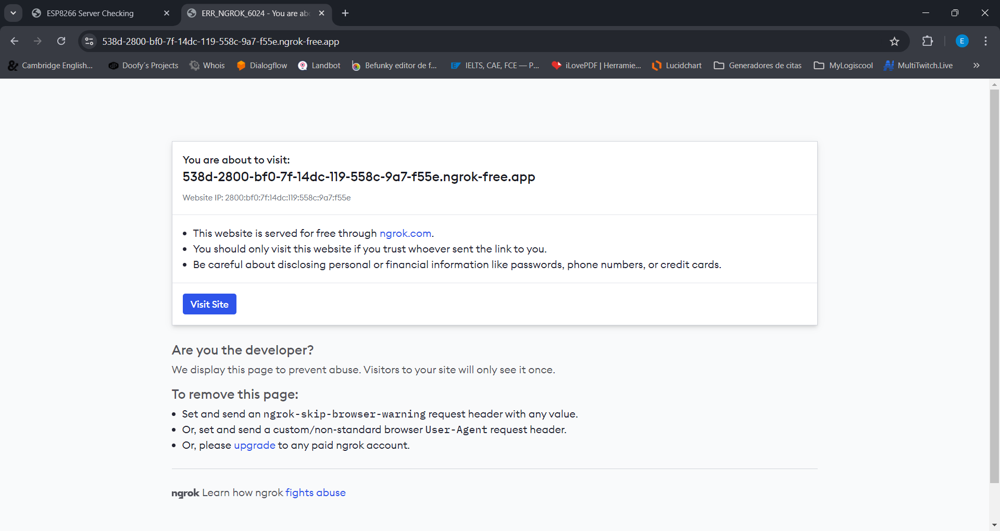 ESP8266 Server Checking
ERR_NGROK_6024 - You are ab
538d-2800-bf0-7f-14dc-119-558c-9a7-f55e.ngrok-free.app
E
Cambridge English...
Doofy´s Projects
Whois
Dialogflow
Landbot
Befunky editor de f...
IELTS, CAE, FCE — P...
iLovePDF | Herramie...
Lucidchart
Generadores de citas
MyLogiscool
MultiTwitch.Live
You are about to visit:
538d-2800-bf0-7f-14dc-119-558c-9a7-f55e.ngrok-free.app
Website IP: 2800:bf0:7f:14dc:119:558c:9a7:f55e
• This website is served for free through ngrok.com.
• You should only visit this website if you trust whoever sent the link to you.
• Be careful about disclosing personal or financial information like passwords, phone numbers, or credit cards.
Visit Site
Are you the developer?
We display this page to prevent abuse. Visitors to your site will only see it once.
To remove this page:
• Set and send an ngrok-skip-browser-warning request header with any value.
• Or, set and send a custom/non-standard browser User-Agent request header.
• Or, please upgrade to any paid ngrok account.
ngrok Learn how ngrok fights abuse